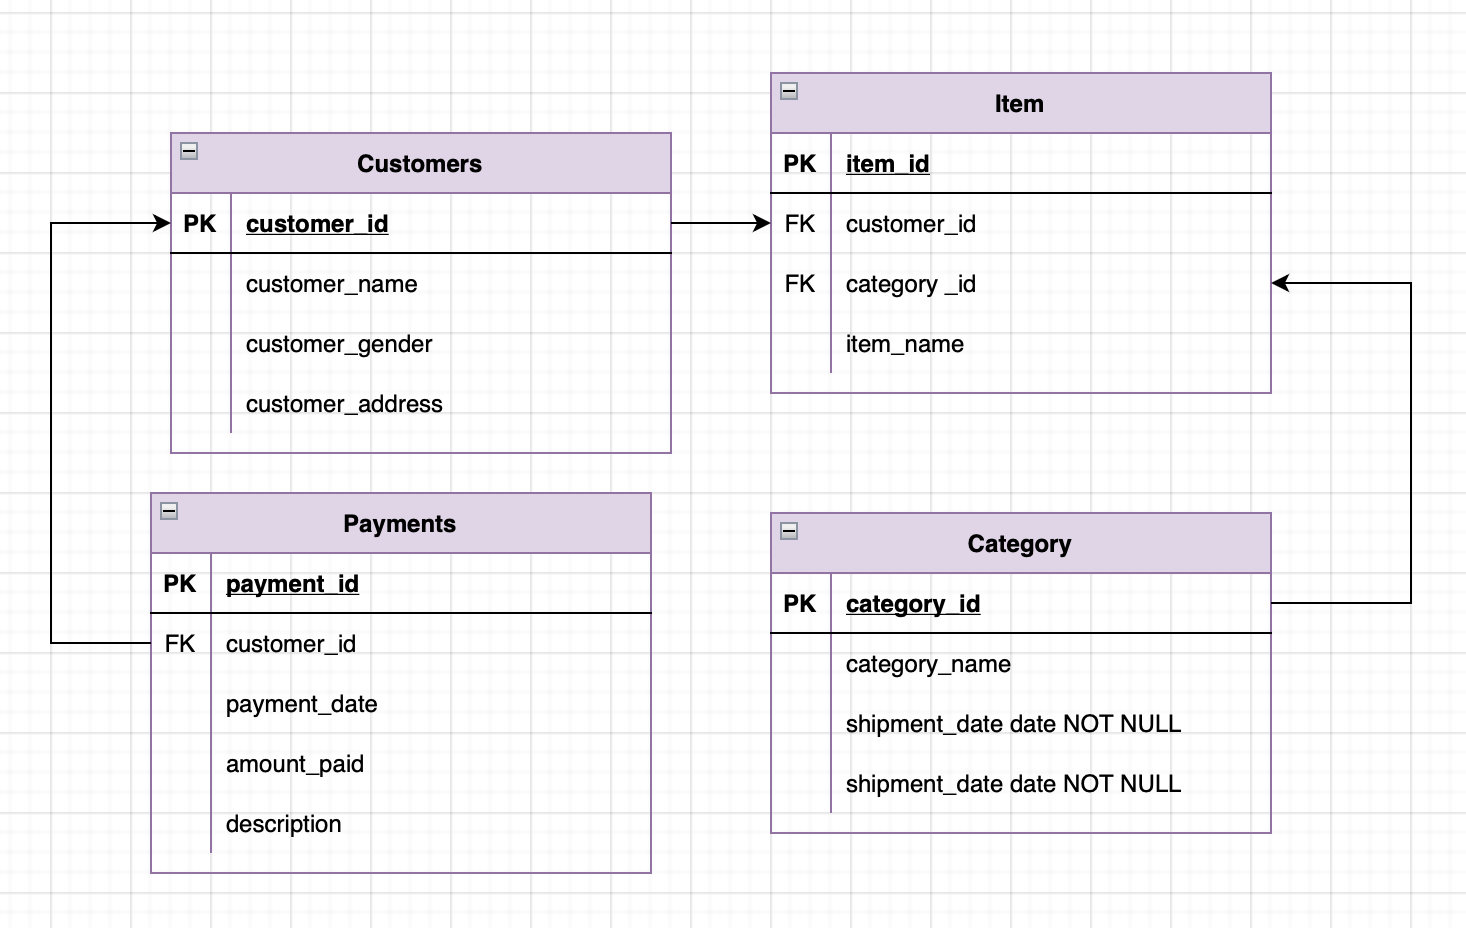 Customers
PK customer_id
customer_name
customer_gender
customer_address
Item
PK item_id
FK customer_id
FK category _id
item_name
Payments
PK payment_id
FK customer_id
payment_date
amount_paid
description
Category
PK category_id
category_name
shipment_date date NOT NULL
shipment_date date NOT NULL